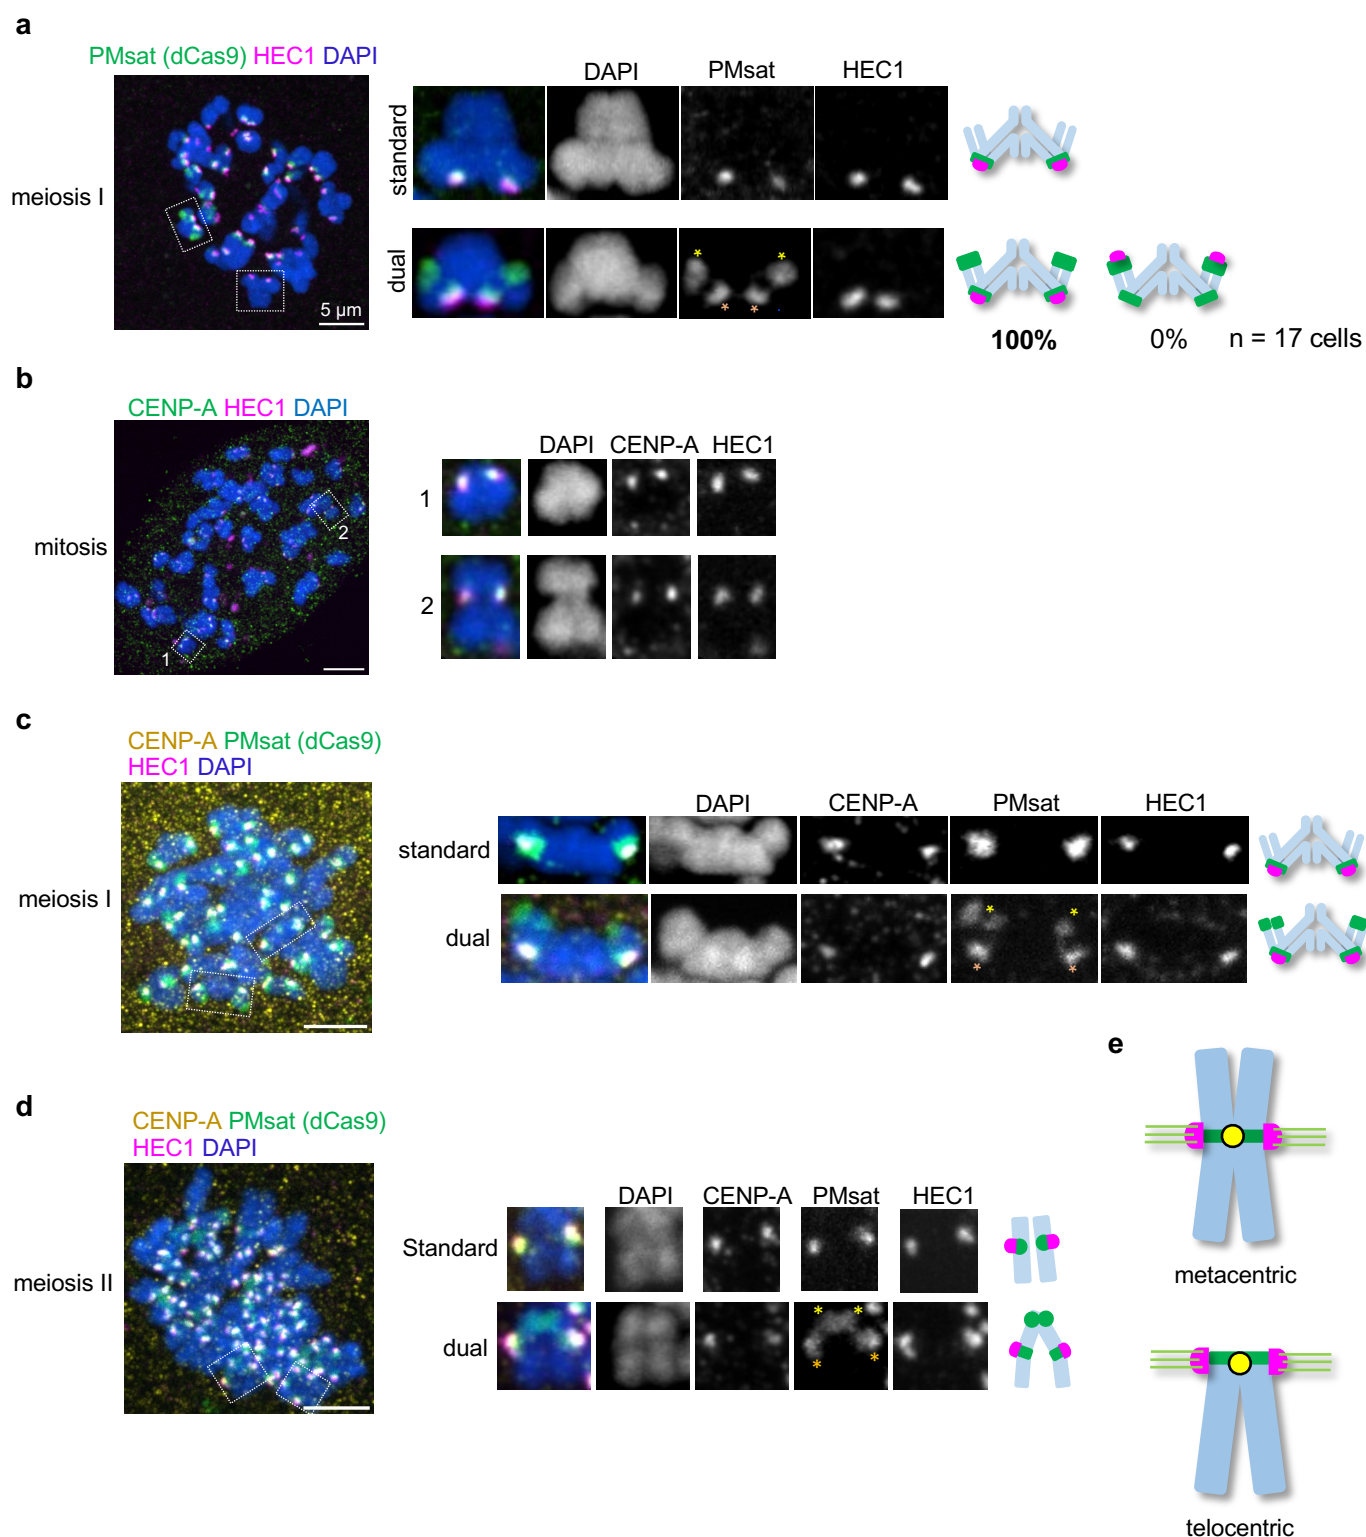 a
PMsat (dCas9) HEC1 DAPI
DAPI PMsat HEC1
meiosis I
standard
dual
5 µm
* *
* *
100% 0% n = 17 cells
b
CENP-A HEC1 DAPI
DAPI CENP-A HEC1
mitosis
1
2
1
2
c
CENP-A PMsat (dCas9)
HEC1 DAPI
DAPI CENP-A PMsat HEC1
meiosis I
standard
dual
* *
* *
d
CENP-A PMsat (dCas9)
HEC1 DAPI
DAPI CENP-A PMsat HEC1
meiosis II
Standard
dual
* *
* *
e
metacentric
telocentric